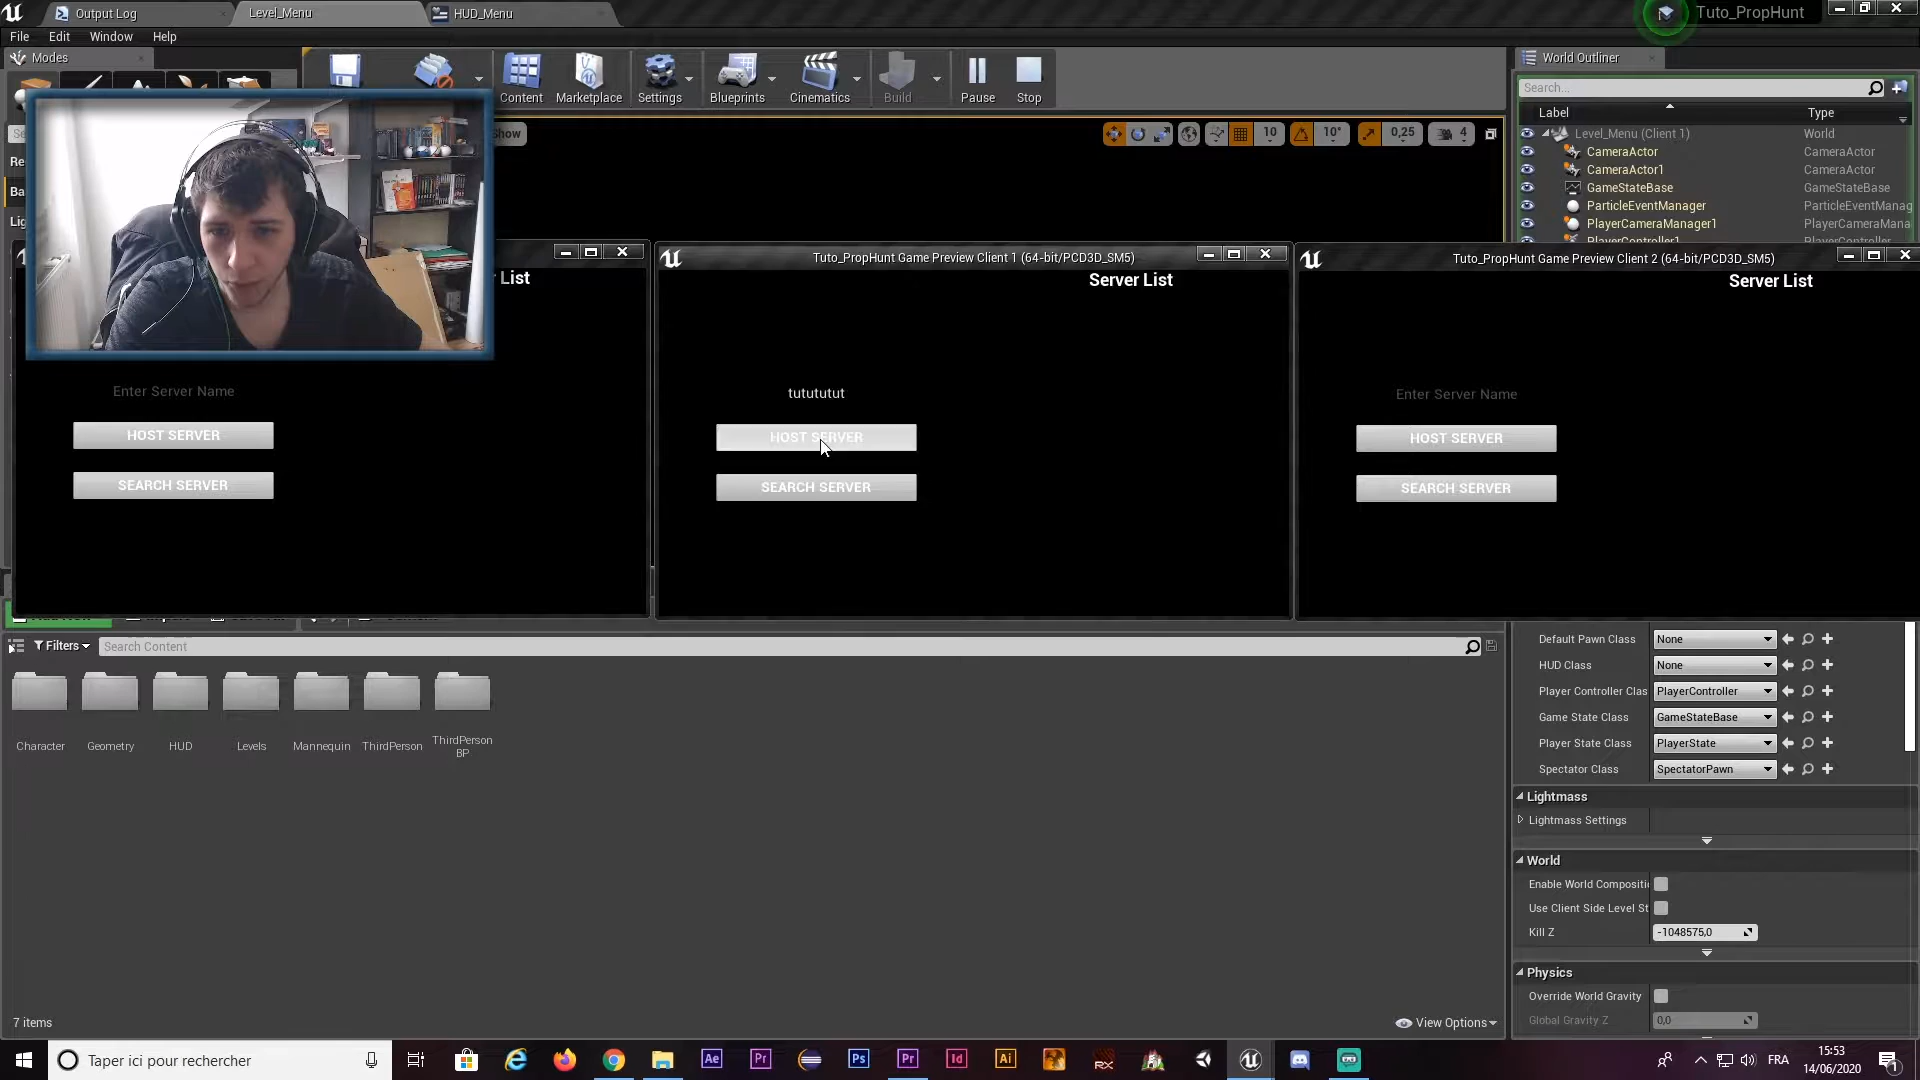 Output Log
Level_Menu
HUD_Menu
Tuto_PropHunt
File Edit Window Help
Modes
World Outliner
Content
Marketplace
Settings
Blueprints
Cinematics
Build
Pause
Stop
Search...
Label Type
10
10°
0,25
4
Level_Menu (Client 1) World
CameraActor CameraActor
CameraActor1 CameraActor
GameStateBase GameStateBase
ParticleEventManager ParticleEventManag
PlayerCameraManager1 PlayerCameraMana
PlayerController1 PlayerController
Tuto_PropHunt Game Preview Client 1 (64-bit/PCD3D_SM5)
Tuto_PropHunt Game Preview Client 2 (64-bit/PCD3D_SM5)
List
Server List
Server List
Enter Server Name
HOST SERVER
SEARCH SERVER
tutututut
HOST SERVER
SEARCH SERVER
Enter Server Name
HOST SERVER
SEARCH SERVER
Filters
Search Content
Character
Geometry
HUD
Levels
Mannequin
ThirdPerson
ThirdPerson
BP
7 items
View Options
Default Pawn Class None
HUD Class None
Player Controller Clas PlayerController
Game State Class GameStateBase
Player State Class PlayerState
Spectator Class SpectatorPawn
Lightmass
Lightmass Settings
World
Enable World Compositi
Use Client Side Level St
Kill Z -1048575,0
Physics
Override World Gravity
Global Gravity Z 0,0
Taper ici pour rechercher
FRA
15:53
14/06/2020